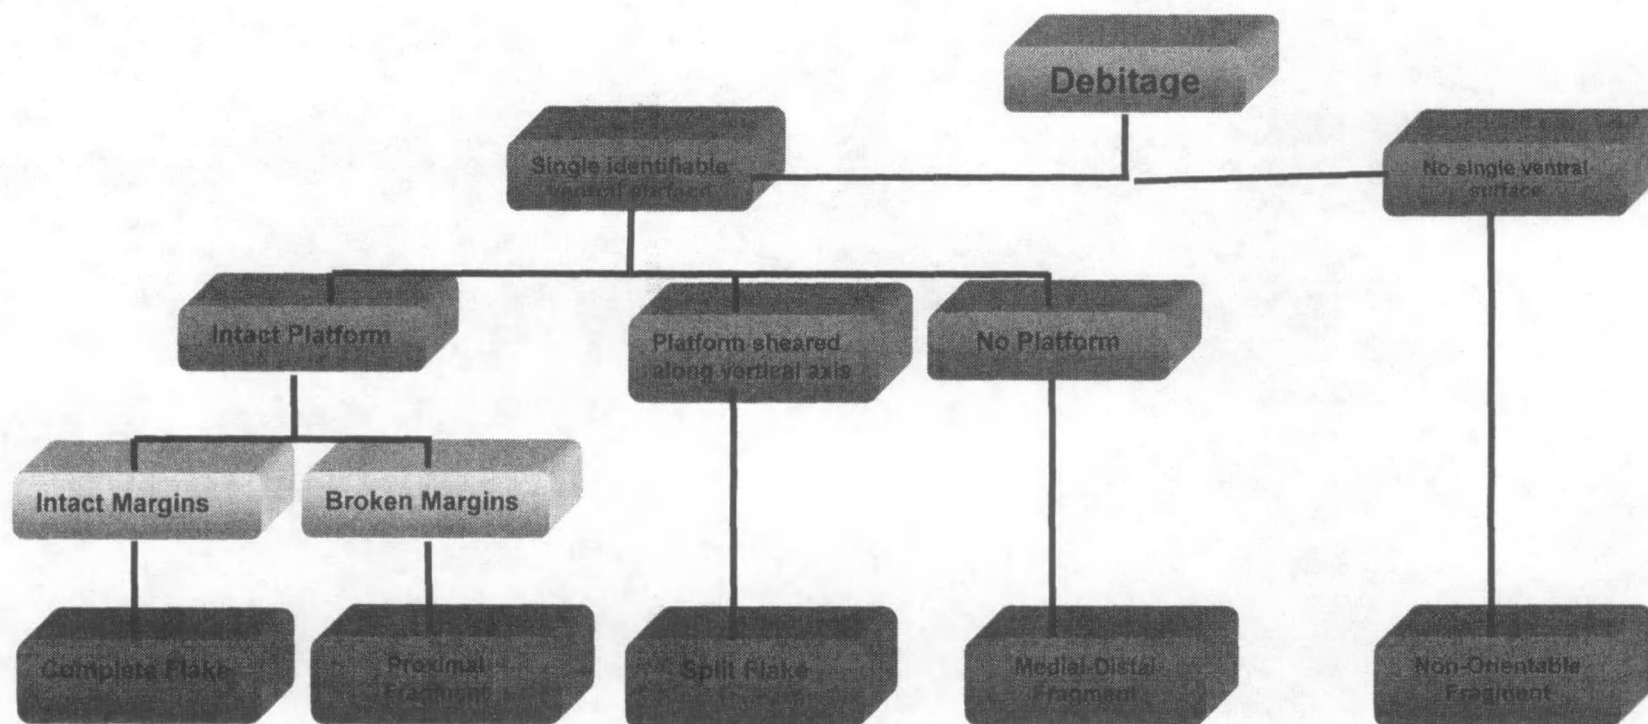 Debitage
Single identifiable
ventral surface
No single ventral
surface
Intact Platform
Platform sheared
along vertical axis
No Platform
Intact Margins
Broken Margins
Complete Flake
Proximal
Fragment
Split Flake
Medial-Distal
Fragment
Non-Orientable
Fragment